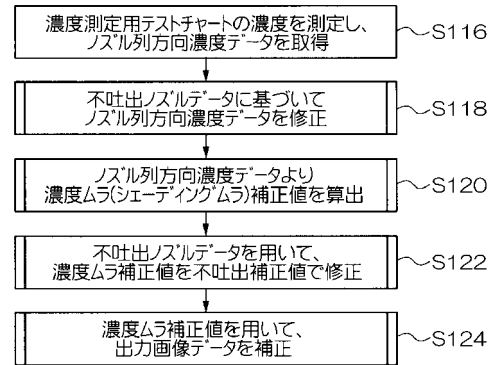 濃度測定用テストチャートの濃度を測定し、
ノズル列方向濃度データを取得
S116
不吐出ノズルデータに基づいて
ノズル列方向濃度データを修正
S118
ノズル列方向濃度データより
濃度ムラ(シェーディングムラ)補正値を算出
S120
不吐出ノズルデータを用いて、
濃度ムラ補正値を不吐出補正値で修正
S122
濃度ムラ補正値を用いて、
出力画像データを補正
S124